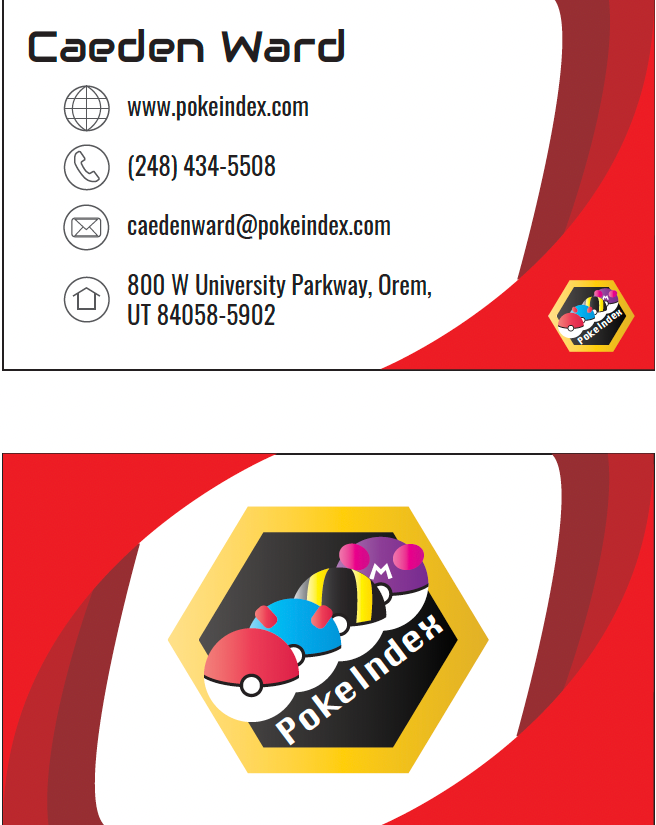 Caeden Ward
www.pokeindex.com
(248) 434-5508
caedenward@pokeindex.com
800 W University Parkway, Orem,
UT 84058-5902
M
PokeIndex
M
PokeIndex